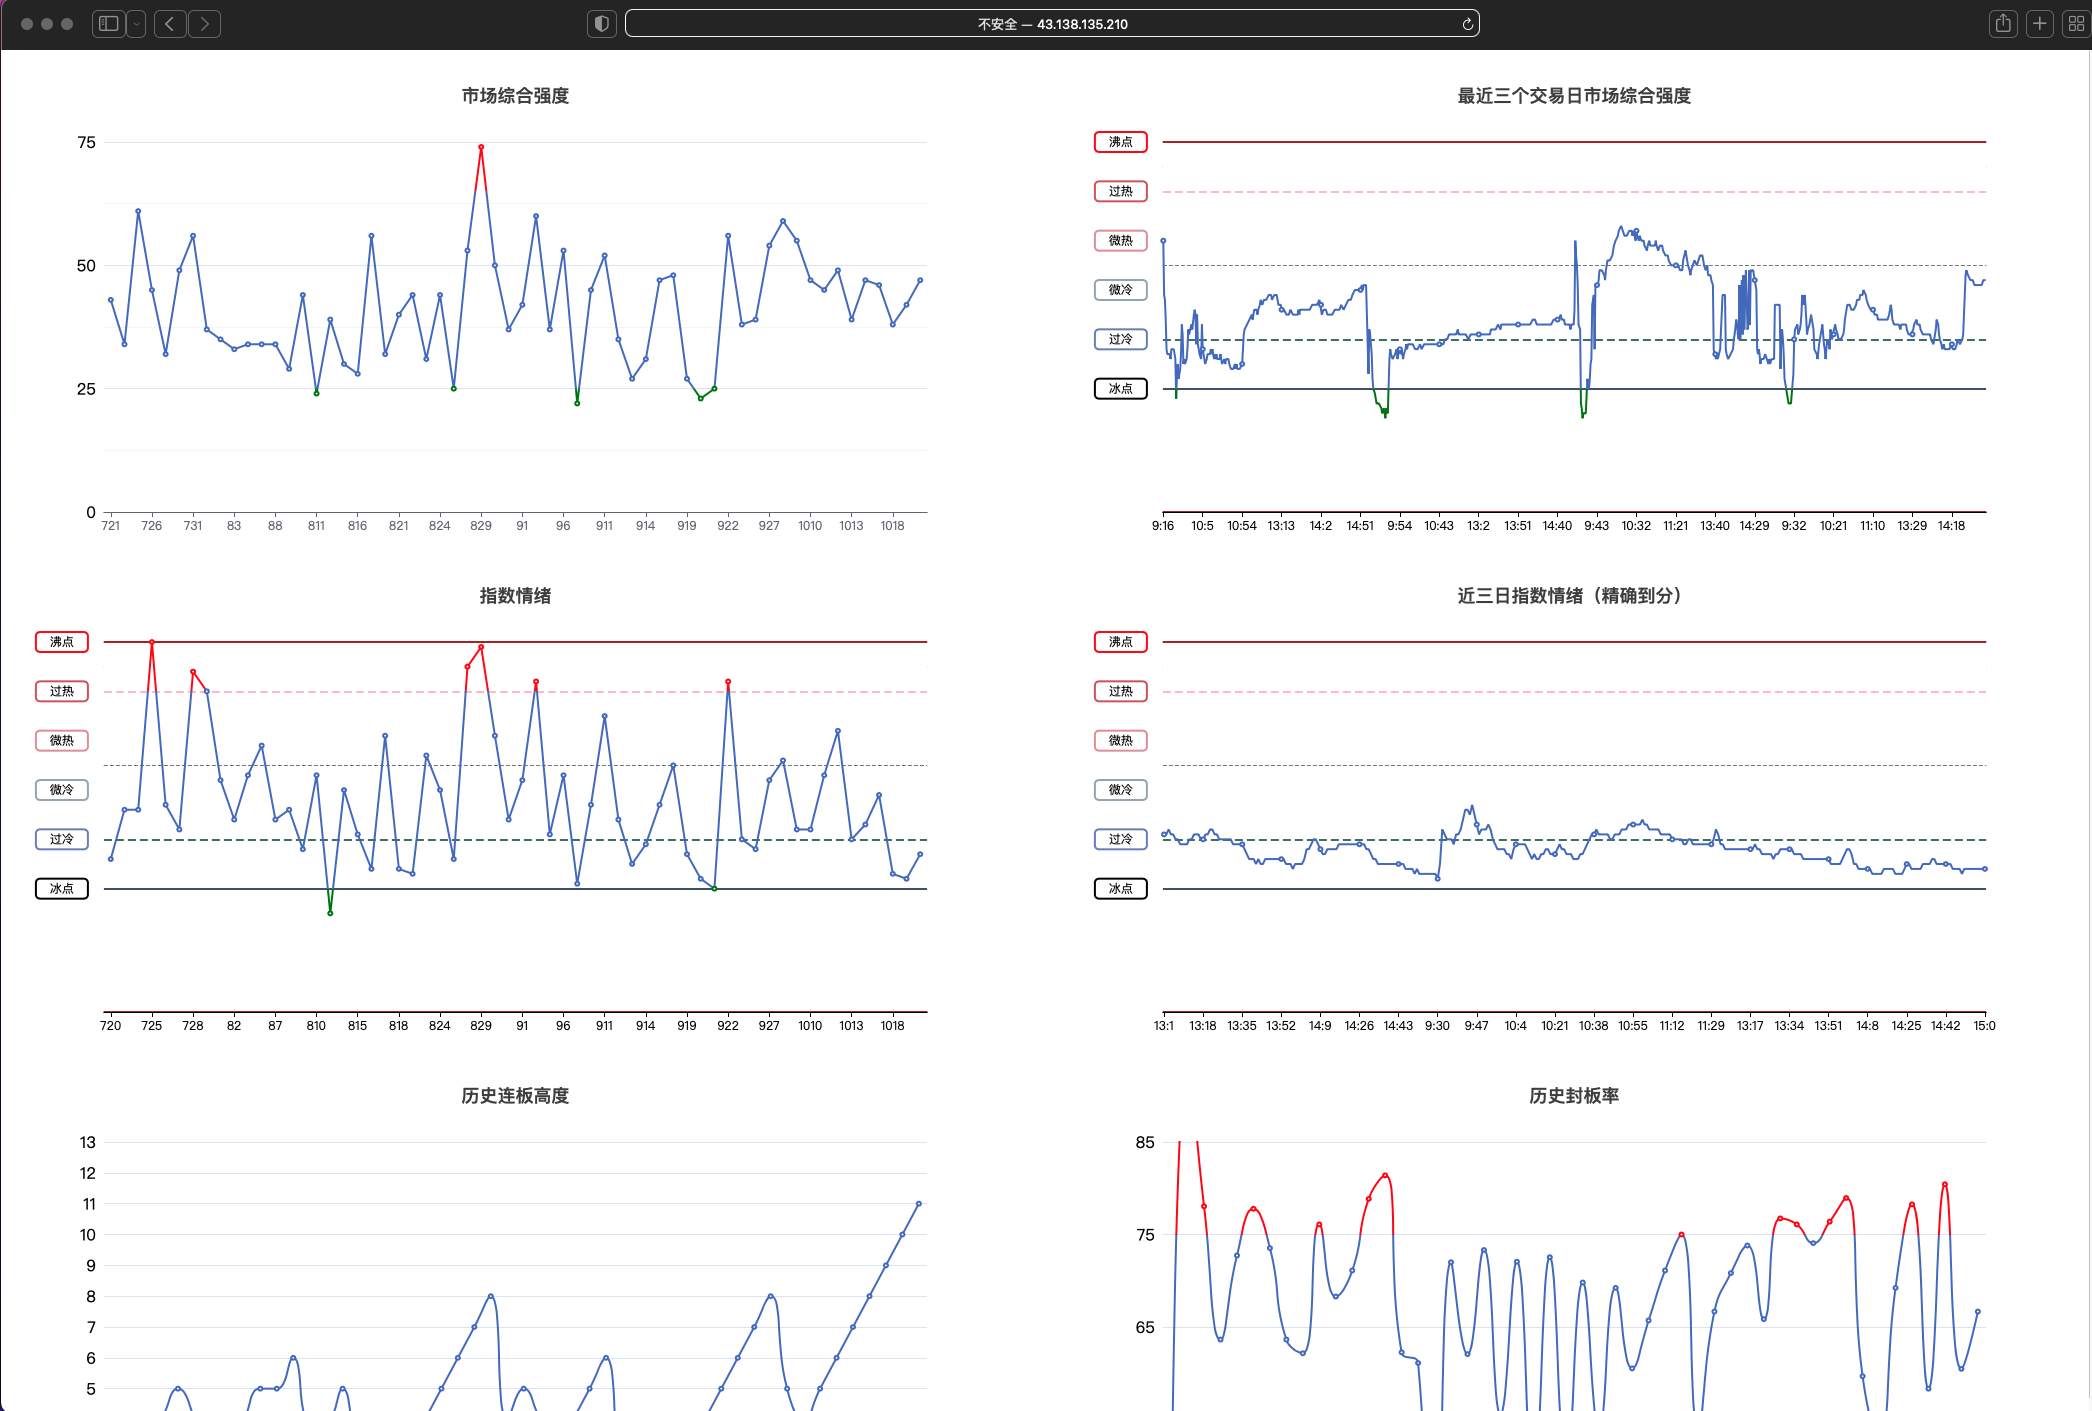 不安全 — 43.138.135.210
市场综合强度
75
50
25
0
721 726 731 83 88 811 816 821 824 829 91 96 911 914 919 922 927 1010 1013 1018
最近三个交易日市场综合强度
沸点
过热
微热
微冷
过冷
冰点
9:16 10:5 10:54 13:13 14:2 14:51 9:54 10:43 13:2 13:51 14:40 9:43 10:32 11:21 13:40 14:29 9:32 10:21 11:10 13:29 14:18
指数情绪
沸点
过热
微热
微冷
过冷
冰点
720 725 728 82 87 810 815 818 824 829 91 96 911 914 919 922 927 1010 1013 1018
近三日指数情绪（精确到分）
沸点
过热
微热
微冷
过冷
冰点
13:1 13:18 13:35 13:52 14:9 14:26 14:43 9:30 9:47 10:4 10:21 10:38 10:55 11:12 11:29 13:17 13:34 13:51 14:8 14:25 14:42 15:0
历史连板高度
13
12
11
10
9
8
7
6
5
历史封板率
85
75
65